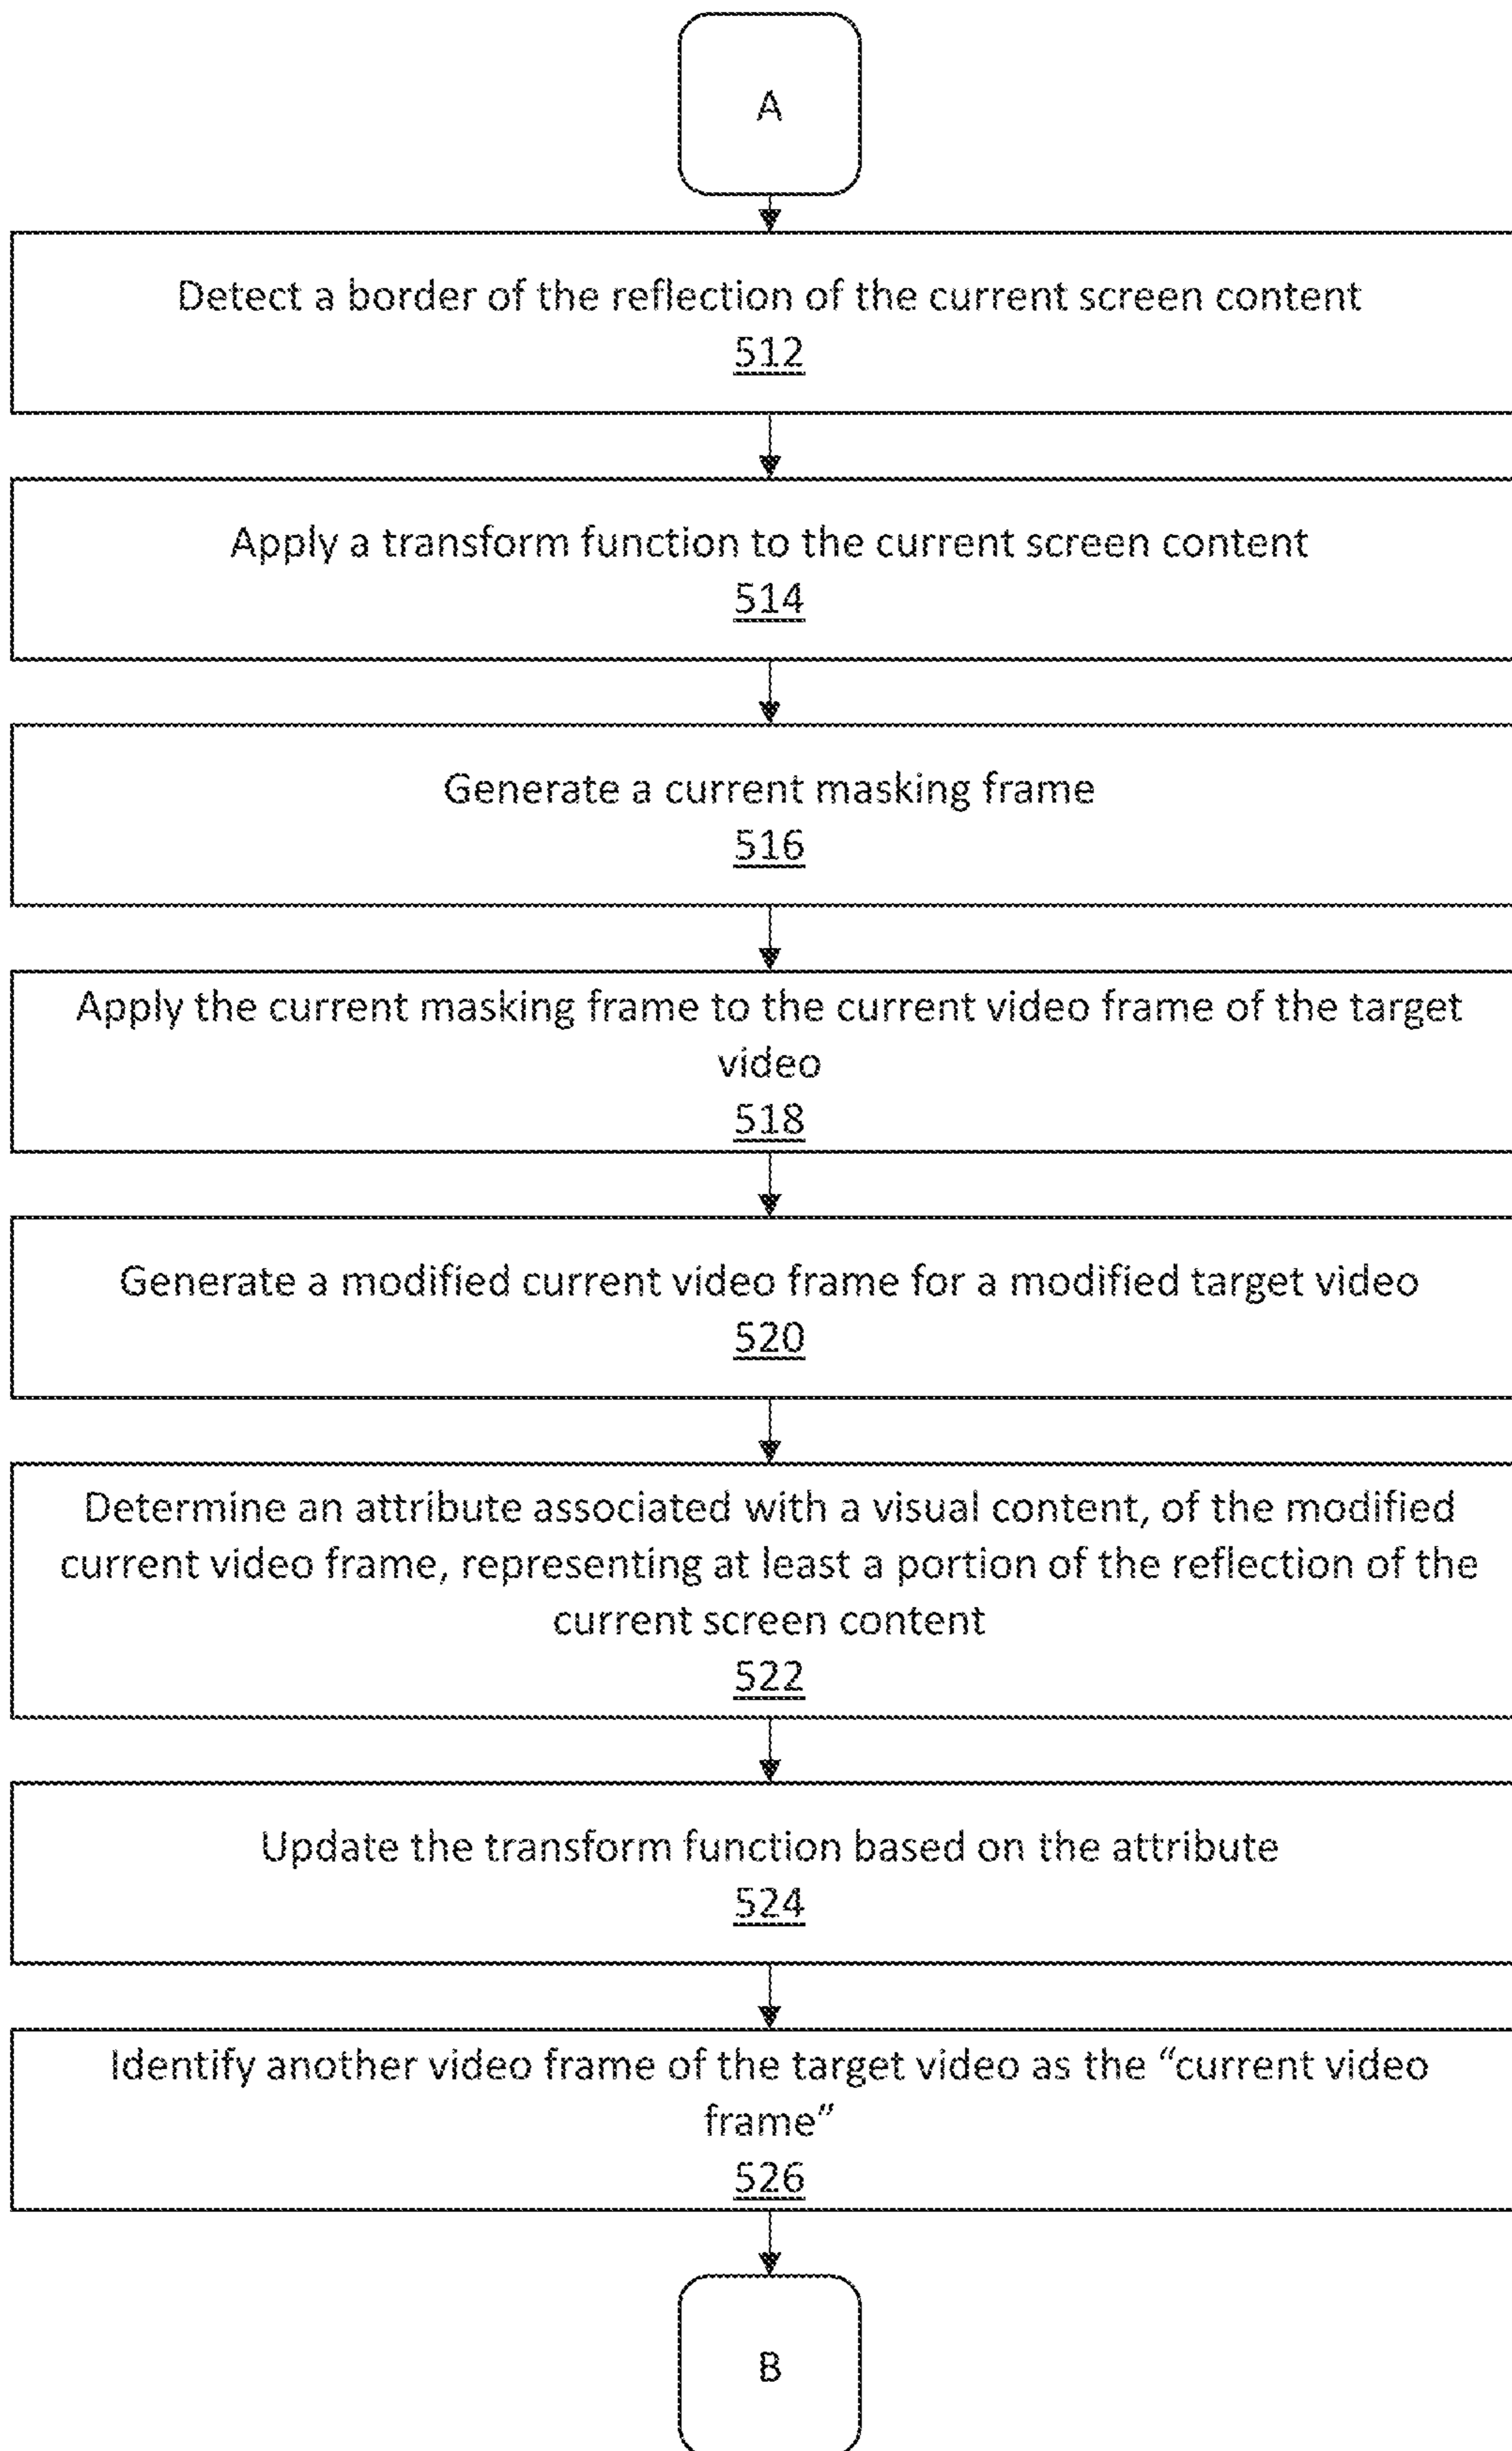 A
Detect a border of the reflection of the current screen content
512
Apply a transform function to the current screen content
514
Generate a current masking frame
516
Apply the current masking frame to the current video frame of the target
video
518
Generate a modified current video frame for a modified target video
520
Determine an attribute associated with a visual content, of the modified
current video frame, representing at least a portion of the reflection of the
current screen content
522
Update the transform function based on the attribute
524
Identify another video frame of the target video as the “current video
frame”
526
B